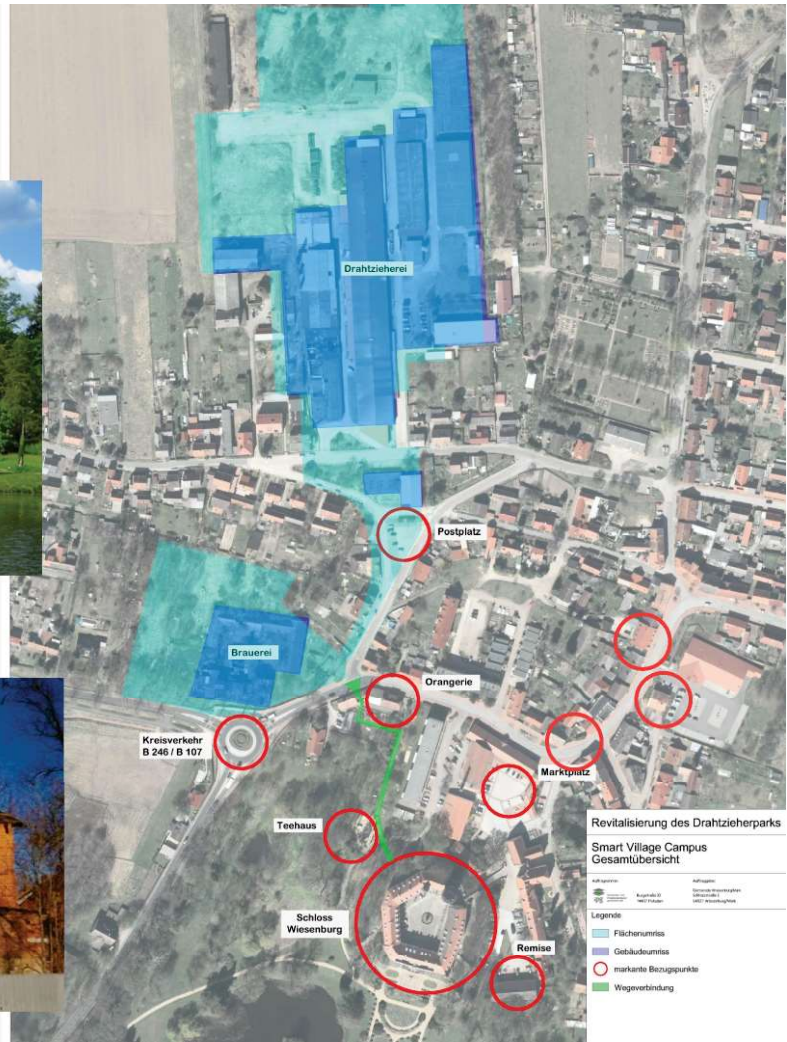 Drahtzieherei
Postplatz
Brauerei
Orangerie
Kreisverkehr
B 246 / B 107
Marktplatz
Teehaus
Schloss
Wiesenburg
Remise
Revitalisierung des Drahtzieherparks
Smart Village Campus
Gesamtübersicht
Legende
Flächenumriss
Gebäudeumriss
markante Bezugspunkte
Wegeverbindung